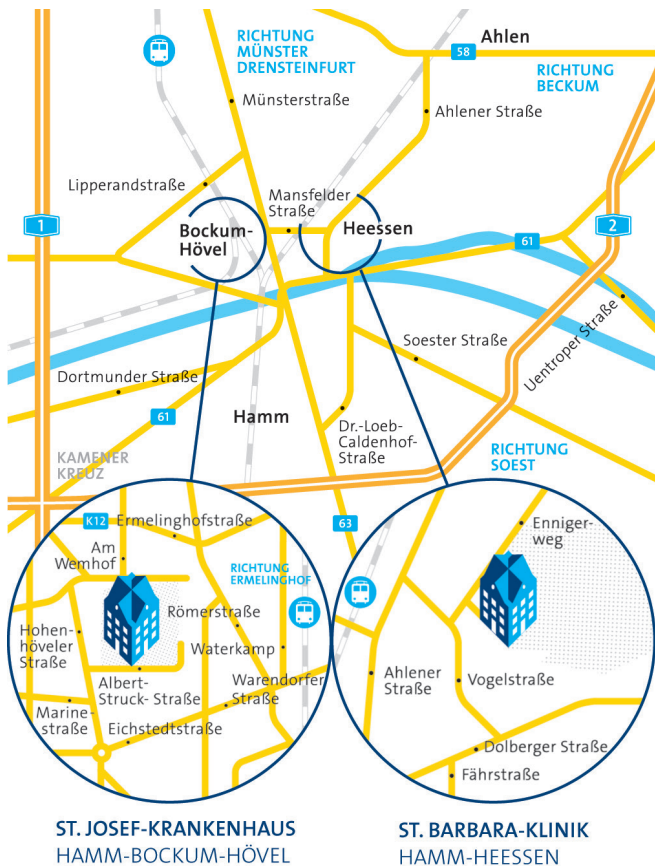 RICHTUNG
MÜNSTER
DRENSTEINFURT
Ahlen
58
RICHTUNG
BECKUM
Münsterstraße
Ahlener Straße
Lipperandstraße
Mansfelder
Straße
1
Bockum-
Hövel
Heessen
2
61
Uentroper Straße
Soester Straße
Dortmunder Straße
61
Hamm
Dr.-Loeb-
Caldenhof-
Straße
KAMENER
KREUZ
RICHTUNG
SOEST
63
K12
Ermelinghofstraße
Am
Wemhof
RICHTUNG
ERMELINGHOF
Römerstraße
Hohen-
höveler
Straße
Waterkamp
Albert-
Struck-Straße
Warendorfer
Straße
Marine-
straße
Eichstedtstraße
Enniger-
weg
Ahlener
Straße
Vogelstraße
Dolberger Straße
Fährstraße
ST. JOSEF-KRANKENHAUS
HAMM-BOCKUM-HÖVEL
ST. BARBARA-KLINIK
HAMM-HEESSEN